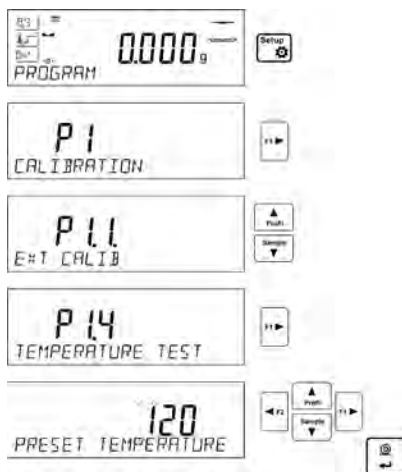 0.000 g
Setup
PROGRAM
P1
F1
CALIBRATION
P1.1.
EXT CALIB
Profil
Sample
P1.4
TEMPERATURE TEST
F1
120
PRESET TEMPERATURE
F2
Profil
Sample
F1